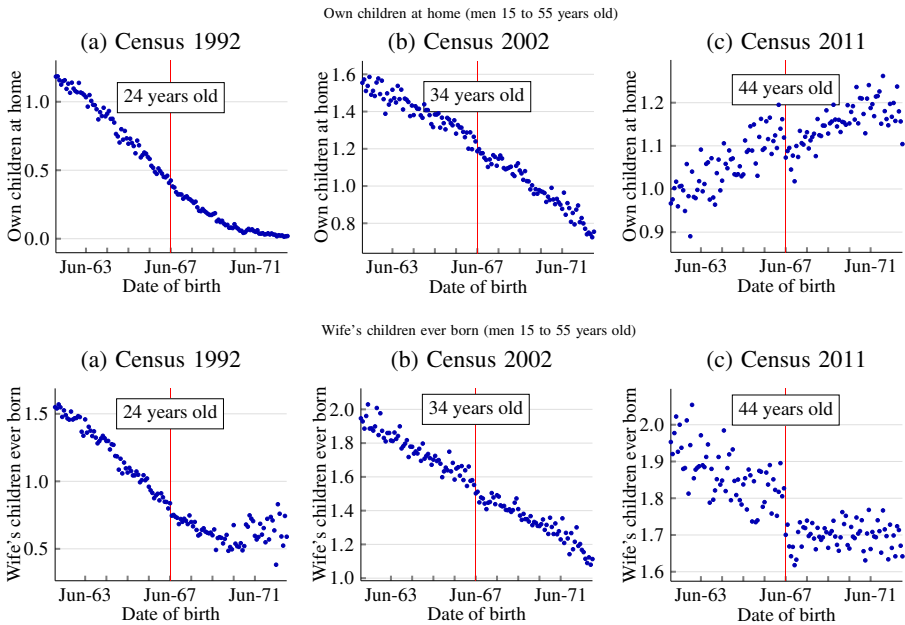 Own children at home (men 15 to 55 years old)
(a) Census 1992
(b) Census 2002
(c) Census 2011
Own children at home
1.0
0.5
0.0
24 years old
Jun-63
Jun-67
Jun-71
Date of birth
Own children at home
1.6
1.4
1.2
1.0
0.8
34 years old
Jun-63
Jun-67
Jun-71
Date of birth
Own children at home
1.2
1.1
1.0
0.9
44 years old
Jun-63
Jun-67
Jun-71
Date of birth
Wife's children ever born (men 15 to 55 years old)
(a) Census 1992
(b) Census 2002
(c) Census 2011
Wife's children ever born
1.5
1.0
0.5
24 years old
Jun-63
Jun-67
Jun-71
Date of birth
Wife's children ever born
2.0
1.8
1.6
1.4
1.2
1.0
34 years old
Jun-63
Jun-67
Jun-71
Date of birth
Wife's children ever born
2.0
1.9
1.8
1.7
1.6
44 years old
Jun-63
Jun-67
Jun-71
Date of birth